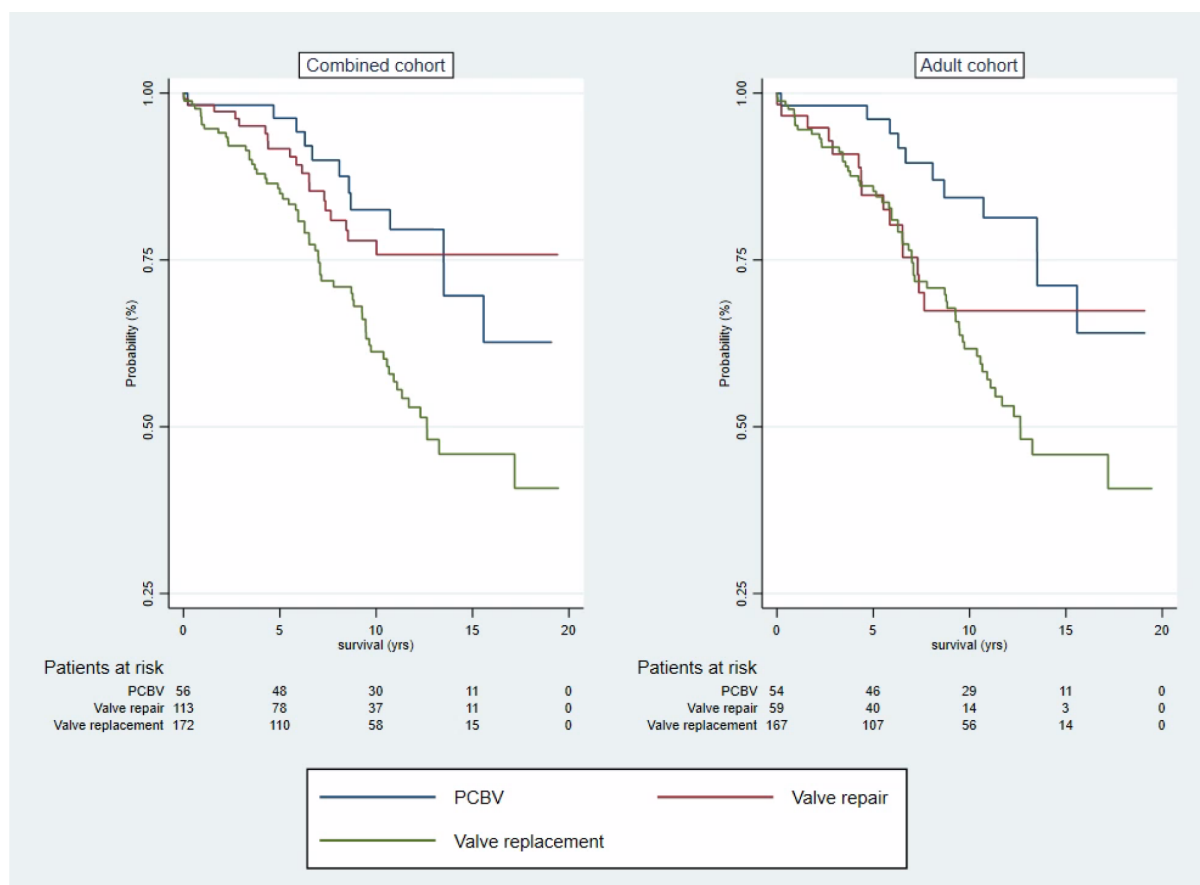 Combined cohort
1.00
0.75
0.50
0.25
Probability (%)
0 5 10 15 20
survival (yrs)
Patients at risk
PCBV 56 48 30 11 0
Valve repair 113 78 37 11 0
Valve replacement 172 110 58 15 0
Adult cohort
1.00
0.75
0.50
0.25
Probability (%)
0 5 10 15 20
survival (yrs)
Patients at risk
PCBV 54 46 29 11 0
Valve repair 59 40 14 3 0
Valve replacement 167 107 56 14 0
PCBV Valve repair
Valve replacement